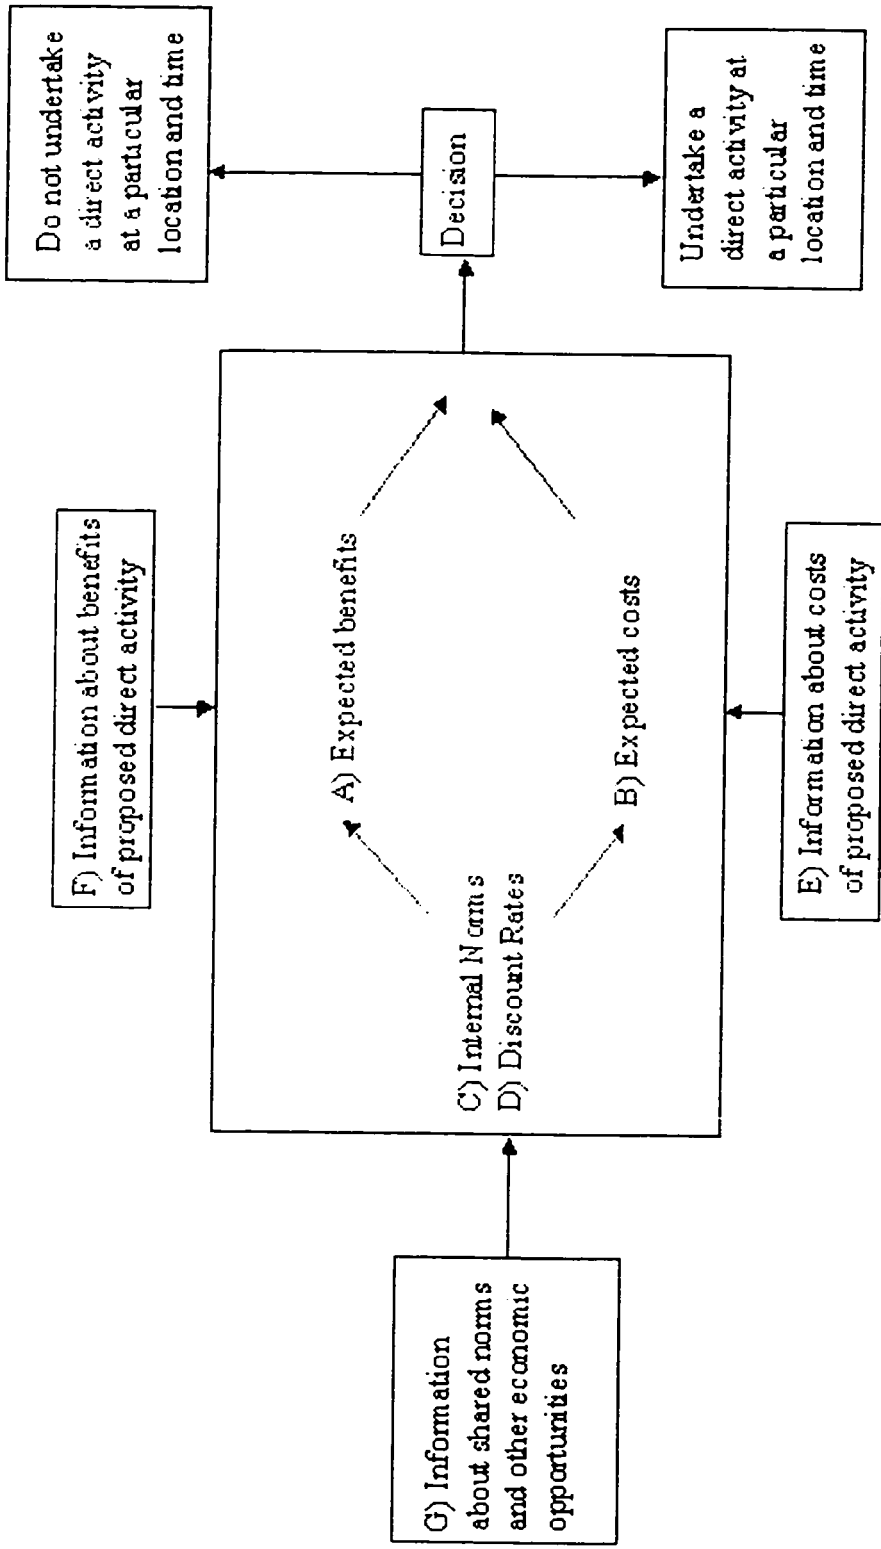 F) Information about benefits
of proposed direct activity
Do not undertake
a direct activity
at a particular
location and time
G) Information
about shared norms
and other economic
opportunities
C) Internal Norms
D) Discount Rates
A) Expected benefits
B) Expected costs
Decision
E) Information about costs
of proposed direct activity
Undertake a
direct activity at
a particular
location and time